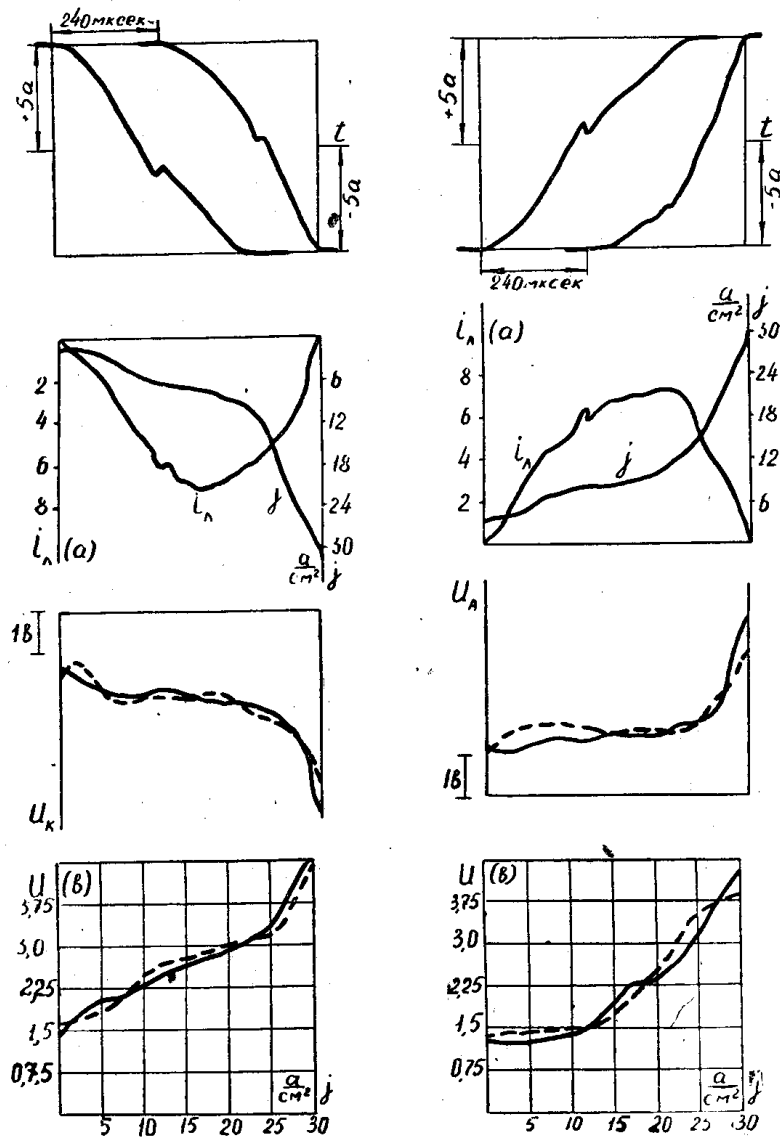 240мксек
+5а
t
-5а
+5а
t
-5а
240мксек
2
4
6
8
iл (а)
iл
j
6
12
18
24
30
а/см² j
iл (а)
8
6
4
2
iл
j
а/см² j
30
24
18
12
6
1в
Uк
UА
1в
U (в)
3,75
3,0
2,25
1,5
0,75
5 10 15 20 25 30
а/см² j
U (в)
3,75
3,0
2,25
1,5
0,75
5 10 15 20 25 30
а/см² j